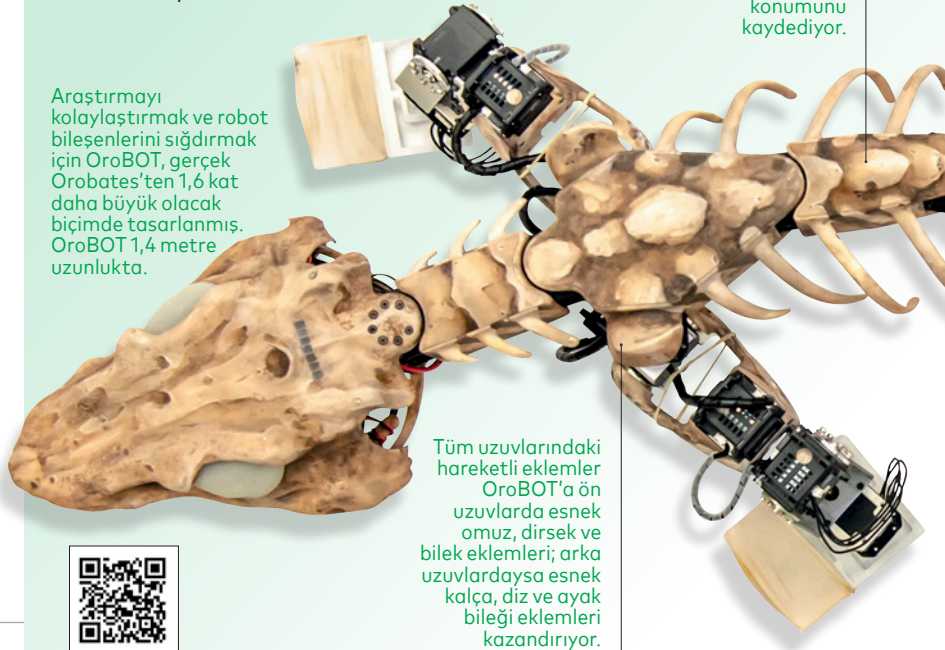 konumunu
kaydediyor.
Araştırmayı
kolaylaştırmak ve robot
bileşenlerini sığdırmak
için OroBOT, gerçek
Orobates’ten 1,6 kat
daha büyük olacak
biçimde tasarlanmış.
OroBOT 1,4 metre
uzunlukta.
Tüm uzuvlarındaki
hareketli eklemler
OroBOT’a ön
uzuvlarda esnek
omuz, dirsek ve
bilek eklemleri; arka
uzuvlardaysa esnek
kalça, diz ve ayak
bileği eklemleri
kazandırıyor.